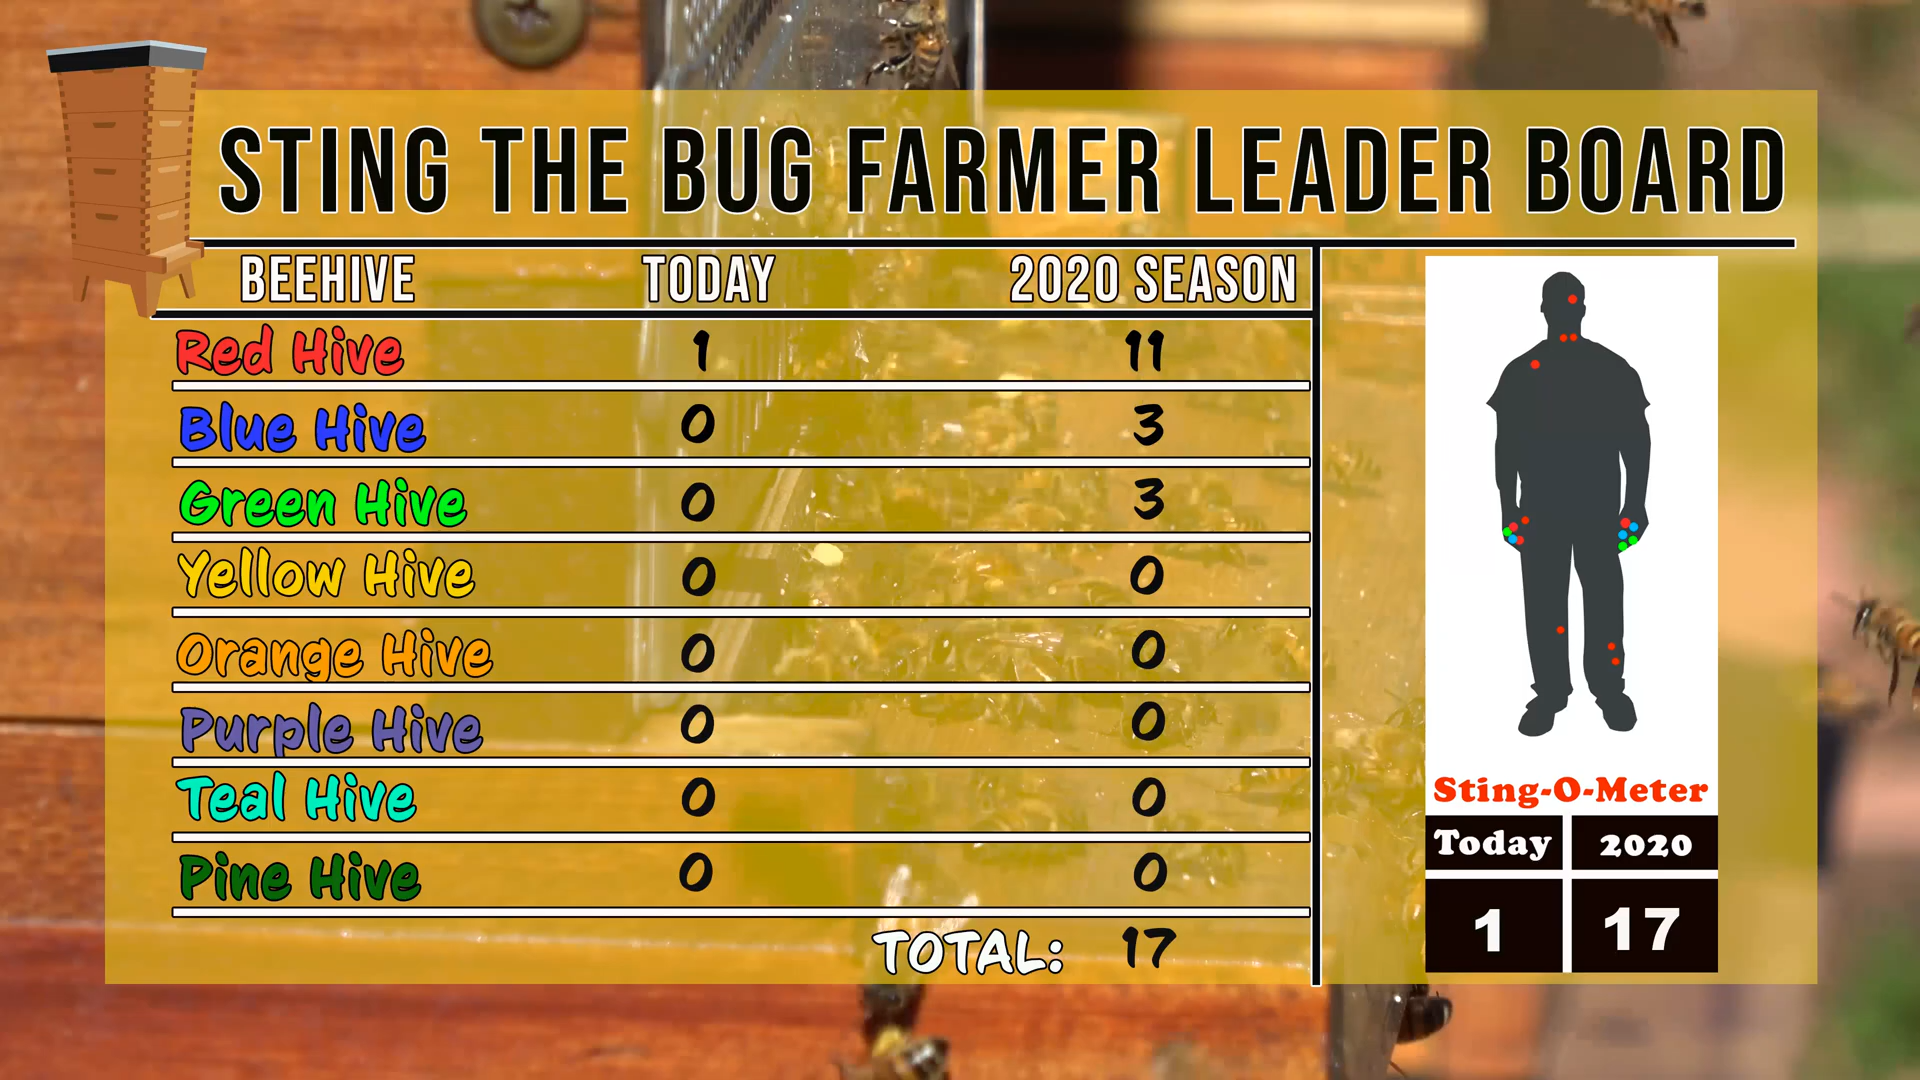 STING THE BUG FARMER LEADER BOARD
BEEHIVE TODAY 2020 SEASON
Red Hive 1 11
Blue Hive 0 3
Green Hive 0 3
Yellow Hive 0 0
Orange Hive 0 0
Purple Hive 0 0
Teal Hive 0 0
Pine Hive 0 0
TOTAL: 17
Sting-O-Meter
Today 2020
1 17